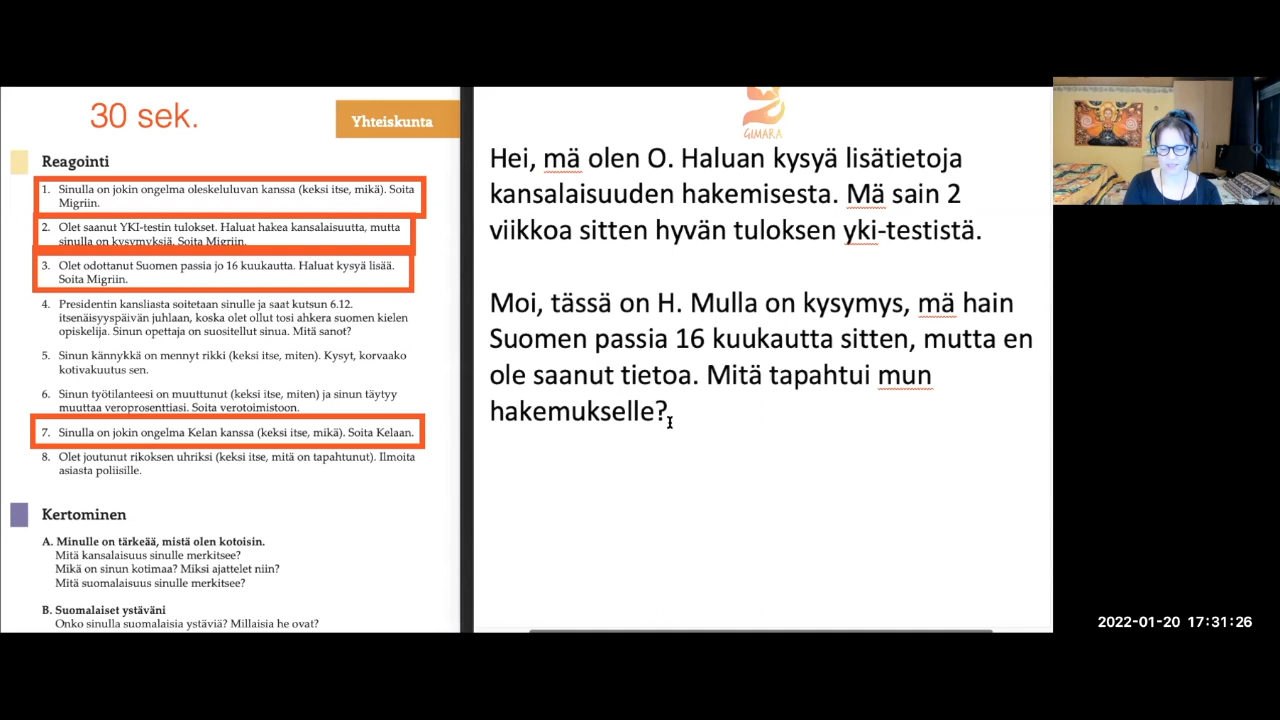 30 sek.
Yhteiskunta
Reagointi
1. Sinulla on jokin ongelma oleskeluluvan kanssa (keksi itse, mikä). Soita
Migriin.
2. Olet saanut YKI-testin tulokset. Haluat hakea kansalaisuutta, mutta
sinulla on kysymyksiä. Soita Migriin.
3. Olet odottanut Suomen passia jo 16 kuukautta. Haluat kysyä lisää.
Soita Migriin.
4. Presidentin kansliasta soitetaan sinulle ja saat kutsun 6.12.
itsenäisyyspäivän juhlaan, koska olet ollut tosi ahkera suomen kielen
opiskelija. Sinun opettaja on suositellut sinua. Mitä sanot?
5. Sinun kännykkä on mennyt rikki (keksi itse, miten). Kysyt, korvaako
kotivakuutus sen.
6. Sinun työtilanteesi on muuttunut (keksi itse, miten) ja sinun täytyy
muuttaa veroprosenttiasi. Soita verotoimistoon.
7. Sinulla on jokin ongelma Kelan kanssa (keksi itse, mikä). Soita Kelaan.
8. Olet joutunut rikoksen uhriksi (keksi itse, mitä on tapahtunut). Ilmoita
asiasta poliisille.
Kertominen
A. Minulle on tärkeää, mistä olen kotoisin.
Mitä kansalaisuus sinulle merkitsee?
Mikä on sinun kotimaa? Miksi ajattelet niin?
Mitä suomalaisuus sinulle merkitsee?
B. Suomalaiset ystäväni
Onko sinulla suomalaisia ystäviä? Millaisia he ovat?
GIMARA
Hei, mä olen O. Haluan kysyä lisätietoja
kansalaisuuden hakemisesta. Mä sain 2
viikkoa sitten hyvän tuloksen yki-testistä.
Moi, tässä on H. Mulla on kysymys, mä hain
Suomen passia 16 kuukautta sitten, mutta en
ole saanut tietoa. Mitä tapahtui mun
hakemukselle?
2022-01-20 17:31:26